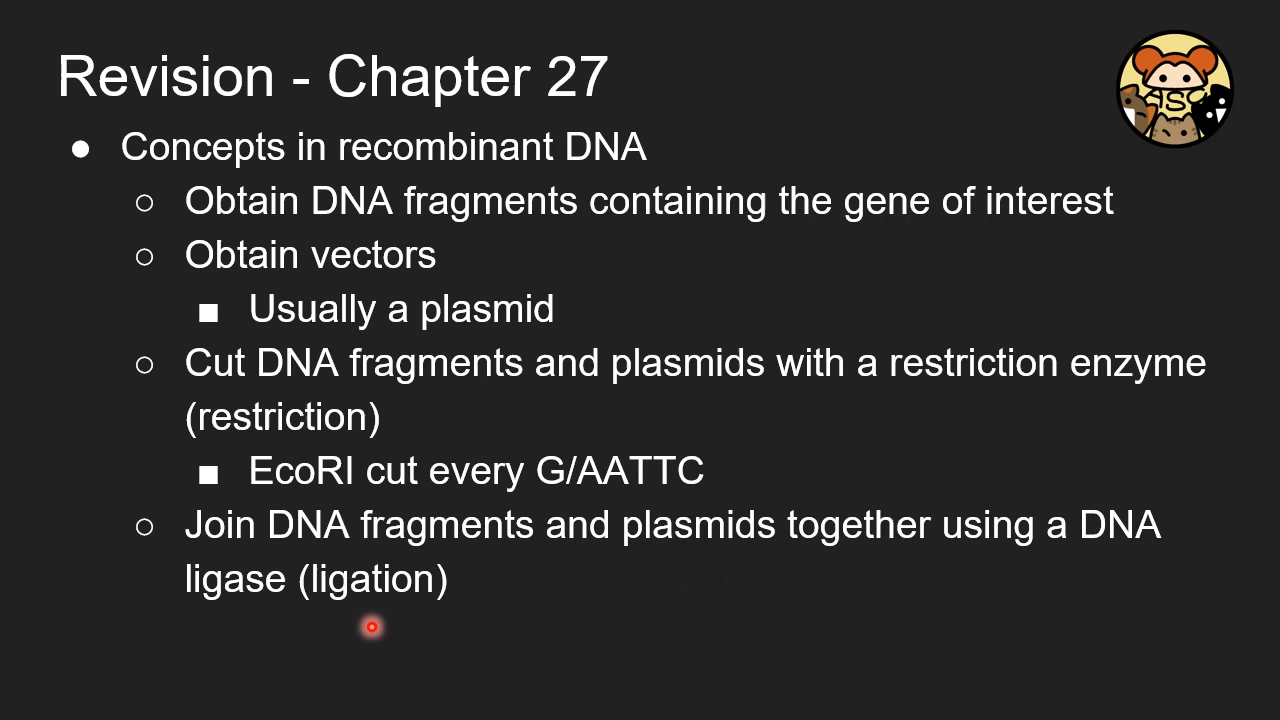 Revision - Chapter 27
● Concepts in recombinant DNA
○ Obtain DNA fragments containing the gene of interest
○ Obtain vectors
■ Usually a plasmid
○ Cut DNA fragments and plasmids with a restriction enzyme
(restriction)
■ EcoRI cut every G/AATTC
○ Join DNA fragments and plasmids together using a DNA
ligase (ligation)